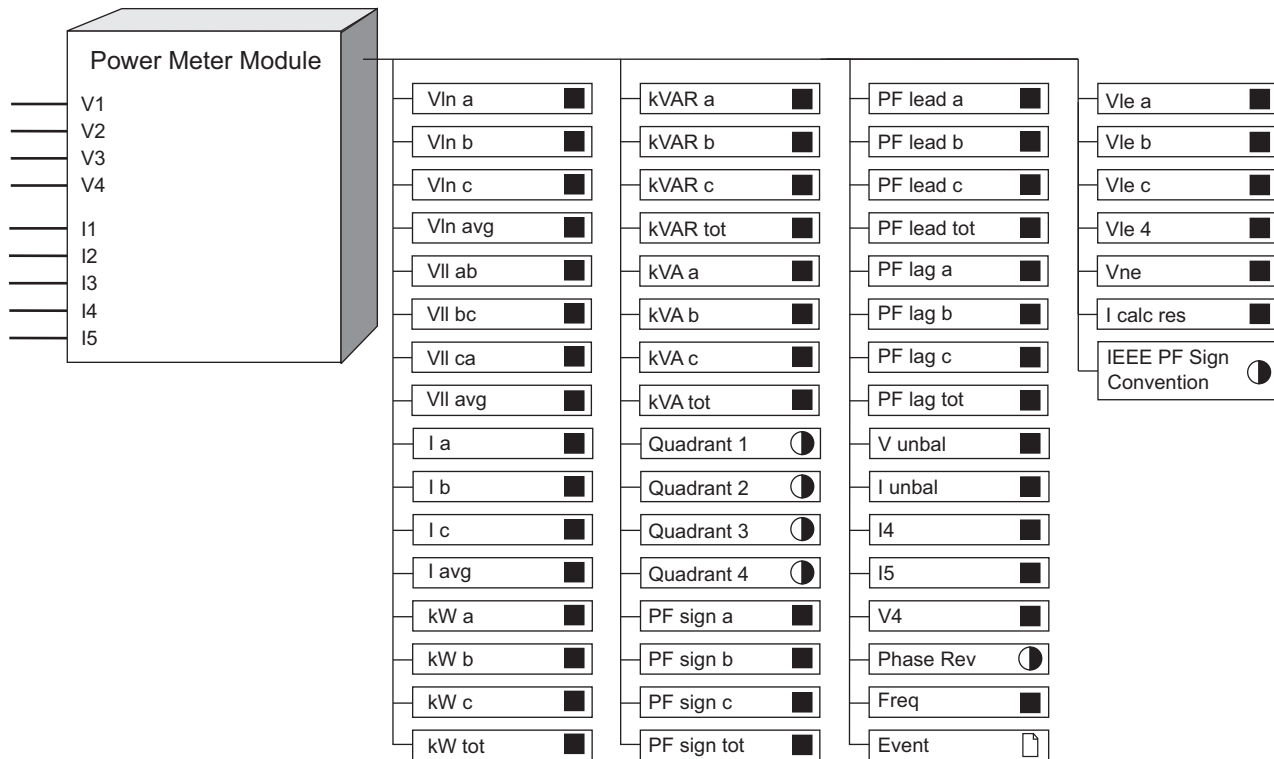 Power Meter Module
V1
V2
V3
V4
I1
I2
I3
I4
I5
Vln a
Vln b
Vln c
Vln avg
Vll ab
Vll bc
Vll ca
Vll avg
I a
I b
I c
I avg
kW a
kW b
kW c
kW tot
kVAR a
kVAR b
kVAR c
kVAR tot
kVA a
kVA b
kVA c
kVA tot
Quadrant 1
Quadrant 2
Quadrant 3
Quadrant 4
PF sign a
PF sign b
PF sign c
PF sign tot
PF lead a
PF lead b
PF lead c
PF lead tot
PF lag a
PF lag b
PF lag c
PF lag tot
V unbal
I unbal
I4
I5
V4
Phase Rev
Freq
Event
Vle a
Vle b
Vle c
Vle 4
Vne
I calc res
IEEE PF Sign
Convention